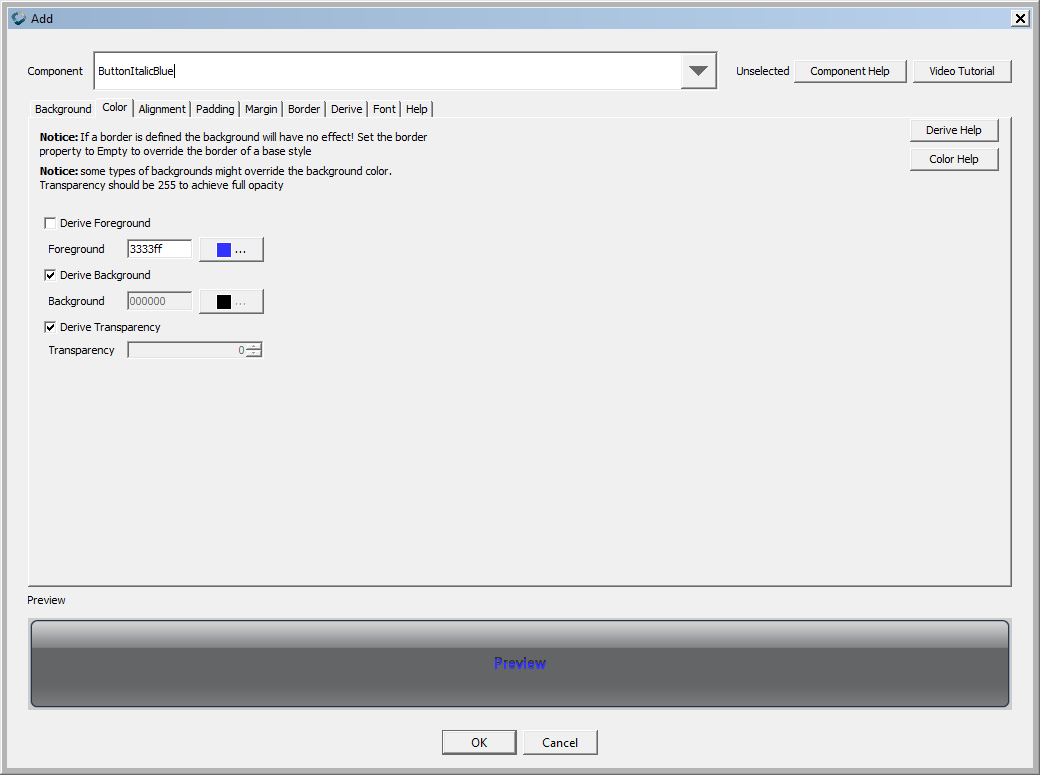 Add
Component ButtonItalicBlue Unselected Component Help Video Tutorial
Background Color Alignment Padding Margin Border Derive Font Help
Notice: If a border is defined the background will have no effect! Set the border
property to Empty to override the border of a base style
Derive Help
Notice: some types of backgrounds might override the background color.
Transparency should be 255 to achieve full opacity
Color Help
Derive Foreground
Foreground 3333ff ...
Derive Background
Background 000000 ...
Derive Transparency
Transparency 0
Preview
Preview
OK Cancel